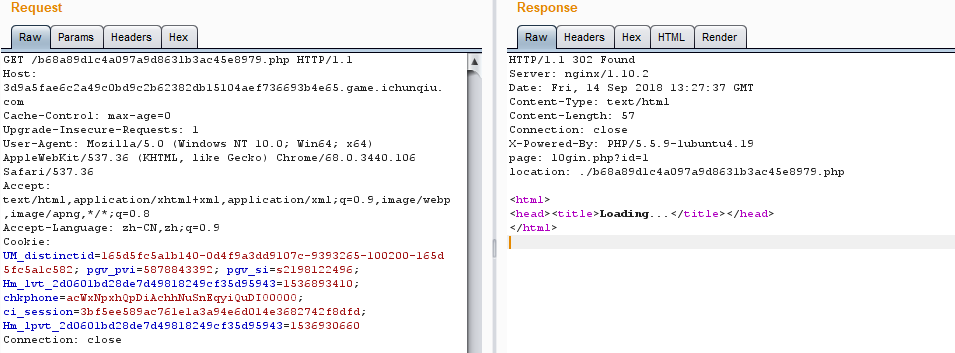 Request
Raw Params Headers Hex
GET /b68a89d1c4a097a9d8631b3ac45e8979.php HTTP/1.1
Host:
3d9a5fae6c2a49c0bd9c2b62382db15104aef736693b4e65.game.ichunqiu.
com
Cache-Control: max-age=0
Upgrade-Insecure-Requests: 1
User-Agent: Mozilla/5.0 (Windows NT 10.0; Win64; x64)
AppleWebKit/537.36 (KHTML, like Gecko) Chrome/68.0.3440.106
Safari/537.36
Accept:
text/html,application/xhtml+xml,application/xml;q=0.9,image/webp
,image/apng,*/*;q=0.8
Accept-Language: zh-CN,zh;q=0.9
Cookie:
UM_distinctid=165d5fc5a1b140-0d4f9a3dd9107c-9393265-100200-165d
5fc5a1c582; pgv_pvi=5878843392; pgv_si=s2198122496;
Hm_lvt_2d0601bd28de7d49818249cf35d95943=1536893410;
chkphone=acWxNpxhQpDiAchhNuSnEqyiQuDIO0000;
ci_session=3bf5ee589ac761e1a3a94e6d014e3682742f8dfd;
Hm_lpvt_2d0601bd28de7d49818249cf35d95943=1536930660
Connection: close
Response
Raw Headers Hex HTML Render
HTTP/1.1 302 Found
Server: nginx/1.10.2
Date: Fri, 14 Sep 2018 13:27:37 GMT
Content-Type: text/html
Content-Length: 57
Connection: close
X-Powered-By: PHP/5.5.9-1ubuntu4.19
page: l0gin.php?id=1
location: ./b68a89d1c4a097a9d8631b3ac45e8979.php
<html>
<head><title>Loading...</title></head>
</html>